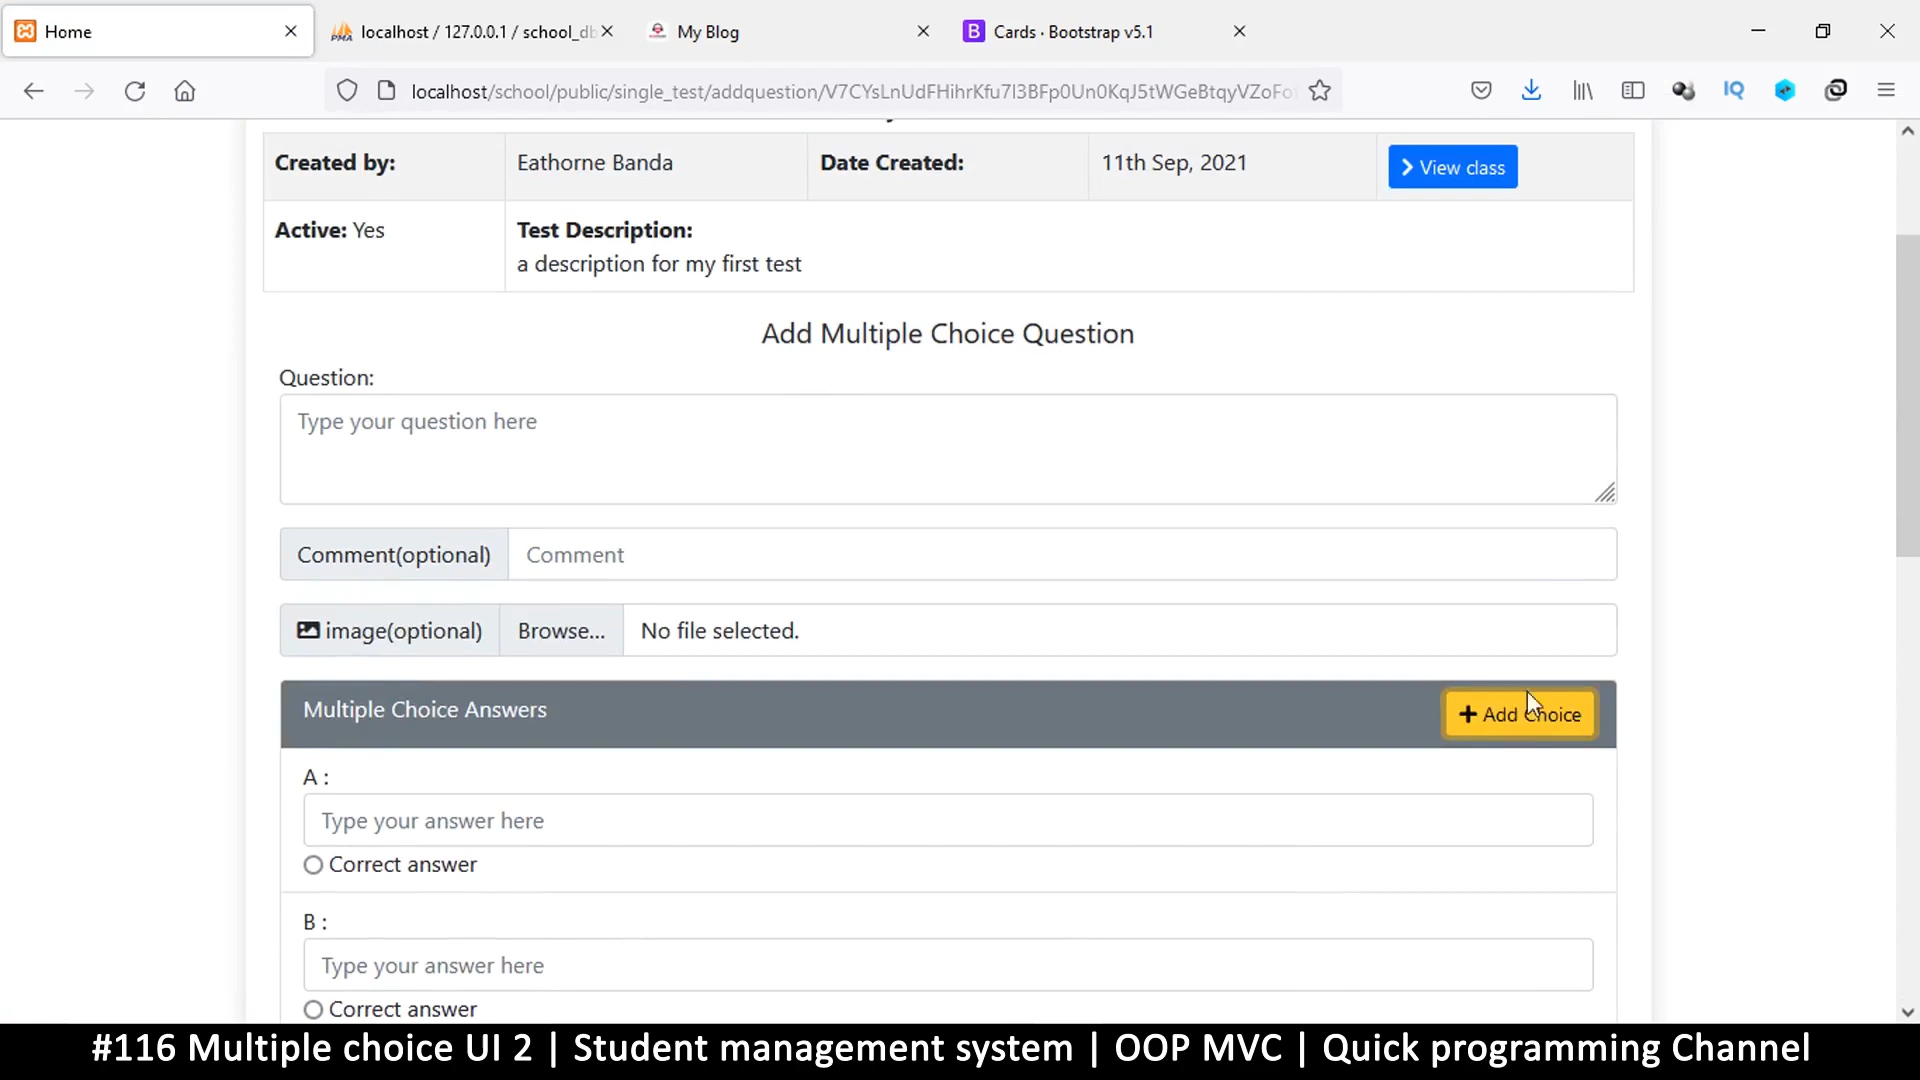 Home
localhost / 127.0.0.1 / school_db
My Blog
Cards · Bootstrap v5.1
localhost/school/public/single_test/addquestion/V7CYsLnUdFHihrKfu7I3BFp0Un0KqJ5tWGeBtqyVZoFo
IQ
Created by:
Eathorne Banda
Date Created:
11th Sep, 2021
View class
Active: Yes
Test Description:
a description for my first test
Add Multiple Choice Question
Question:
Type your question here
Comment(optional)
Comment
image(optional)
Browse...
No file selected.
Multiple Choice Answers
Add Choice
A :
Type your answer here
Correct answer
B :
Type your answer here
Correct answer
#116 Multiple choice UI 2 | Student management system | OOP MVC | Quick programming Channel